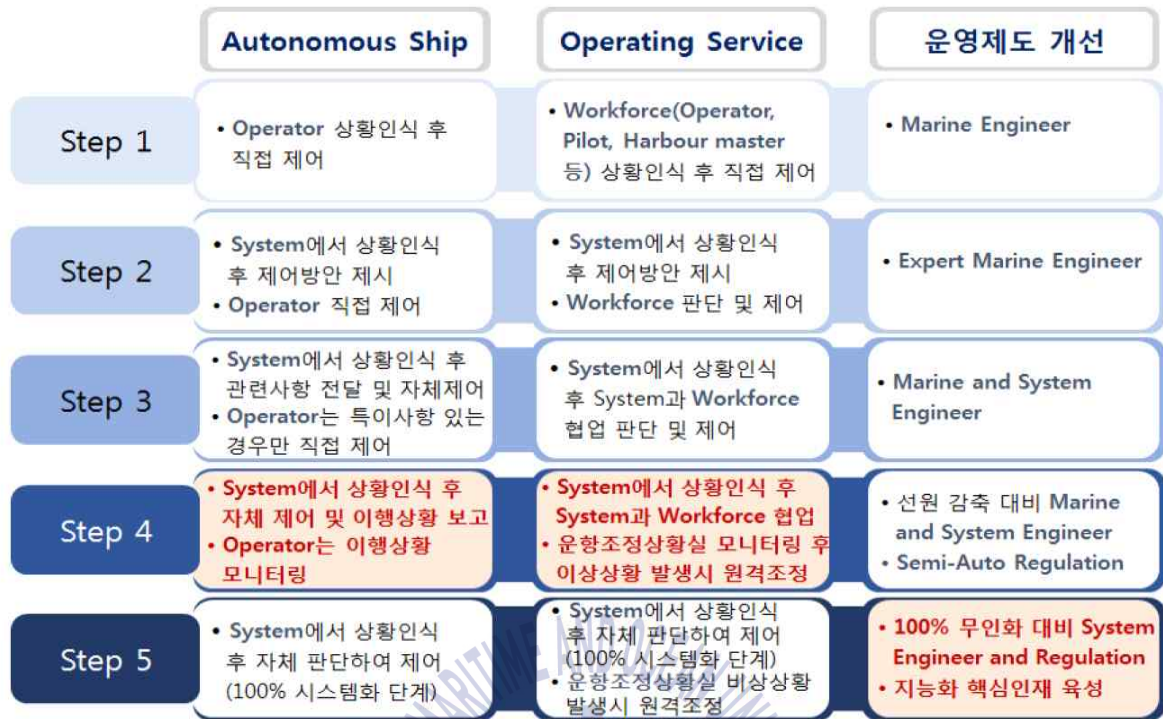 Autonomous Ship
Operating Service
운영제도 개선
Step 1
• Operator 상황인식 후
직접 제어
• Workforce(Operator,
Pilot, Harbour master
등) 상황인식 후 직접 제어
• Marine Engineer
Step 2
• System에서 상황인식
후 제어방안 제시
• Operator 직접 제어
• System에서 상황인식
후 제어방안 제시
• Workforce 판단 및 제어
• Expert Marine Engineer
Step 3
• System에서 상황인식 후
관련사항 전달 및 자체제어
• Operator는 특이사항 있는
경우만 직접 제어
• System에서 상황인식
후 System과 Workforce
협업 판단 및 제어
• Marine and System
Engineer
Step 4
• System에서 상황인식 후
자체 제어 및 이행상황 보고
• Operator는 이행상황
모니터링
• System에서 상황인식 후
System과 Workforce 협업
• 운항조정상황실 모니터링 후
이상상황 발생시 원격조정
• 선원 감축 대비 Marine
and System Engineer
• Semi-Auto Regulation
Step 5
• System에서 상황인식
후 자체 판단하여 제어
(100% 시스템화 단계)
• System에서 상황인식
후 자체 판단하여 제어
(100% 시스템화 단계)
• 운항조정상황실 비상상황
발생시 원격조정
• 100% 무인화 대비 System
Engineer and Regulation
• 지능화 핵심인재 육성
MARITIME AND